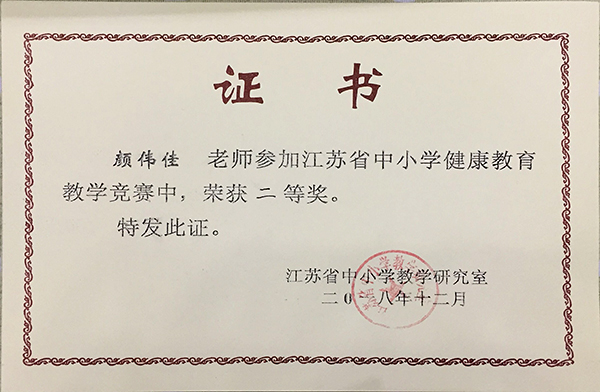 证书
颜伟佳 老师参加江苏省中小学健康教育
教学竞赛中，荣获二等奖。
特发此证。
江苏省中小学教学研究室
二〇 八年十二月